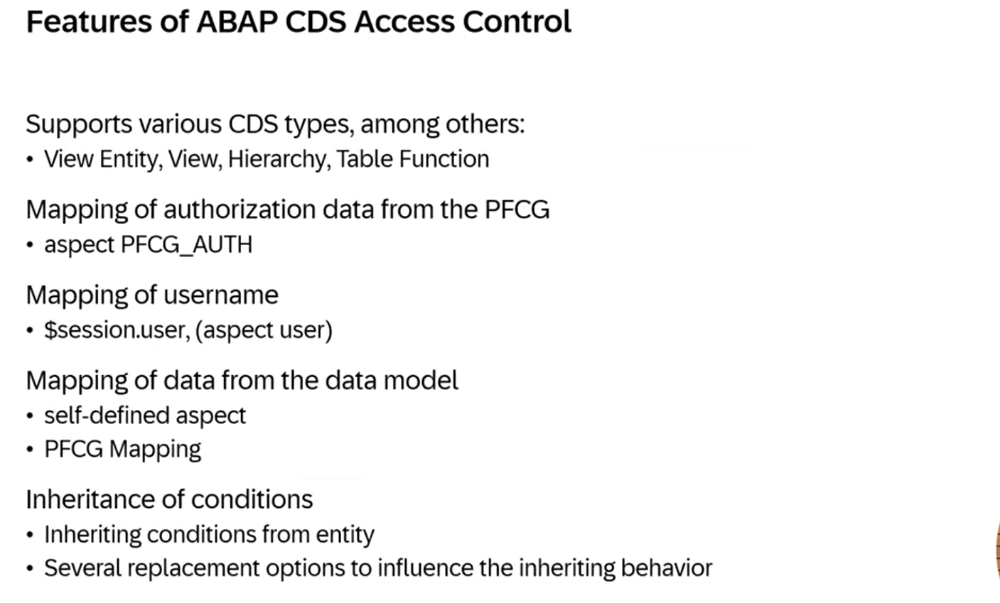 Features of ABAP CDS Access Control
Supports various CDS types, among others:
• View Entity, View, Hierarchy, Table Function
Mapping of authorization data from the PFCG
• aspect PFCG_AUTH
Mapping of username
• $session.user, (aspect user)
Mapping of data from the data model
• self-defined aspect
• PFCG Mapping
Inheritance of conditions
• Inheriting conditions from entity
• Several replacement options to influence the inheriting behavior